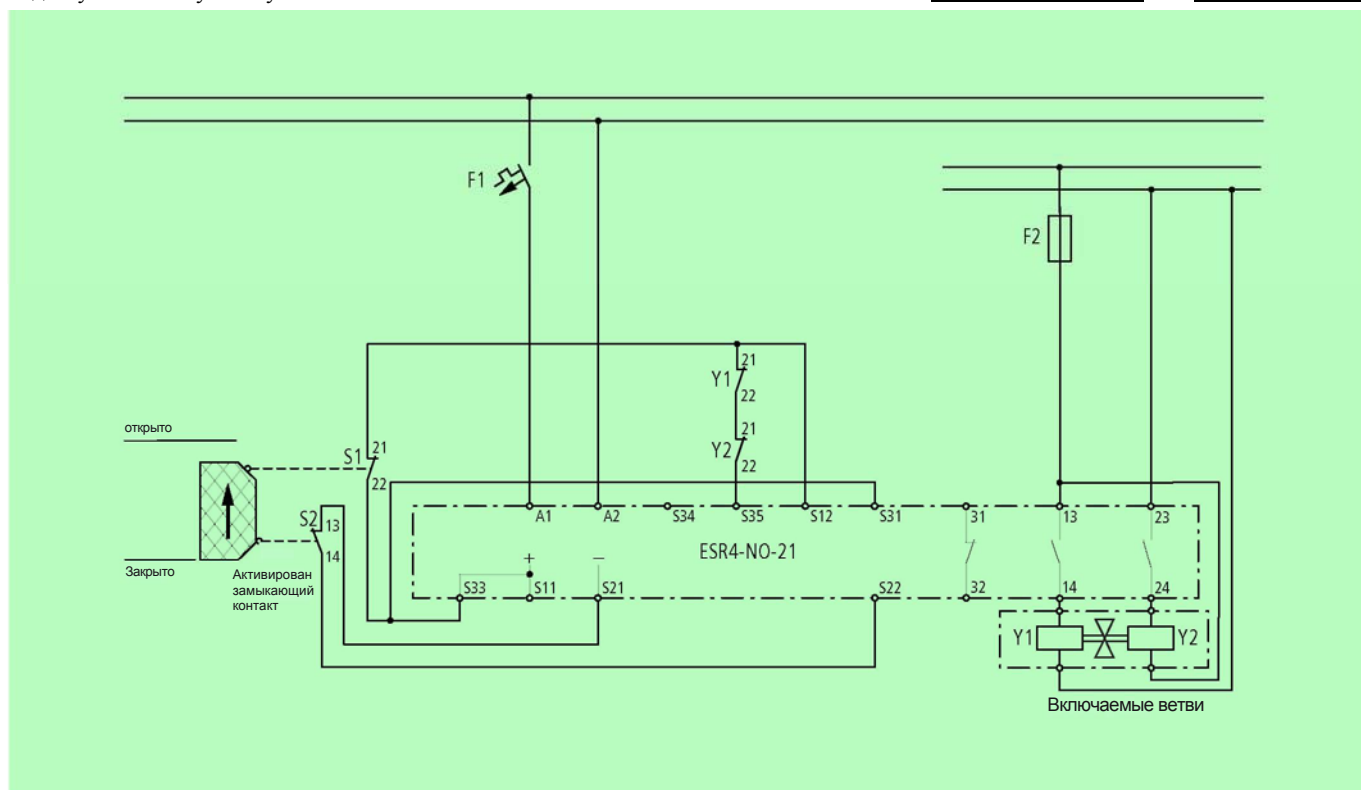 F1
F2
21
Y1
22
21
Y2
22
открыто
S1
21
22
S2
13
14
Закрыто
Активирован
замыкающий
контакт
A1 A2 S34 S35 S12 S31 31 13 23
ESR4-NO-21
+ –
S33 S11 S21 S22 32 14 24
Y1 Y2
Включаемые ветви